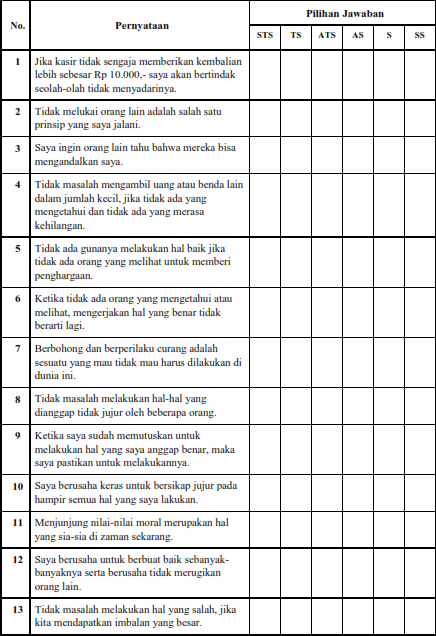 No.
Pernyataan
Pilihan Jawaban
STS TS ATS AS S SS
1 Jika kasir tidak sengaja memberikan kembalian
lebih sebesar Rp 10.000,- saya akan bertindak
seolah-olah tidak menyadarinya.
2 Tidak melukai orang lain adalah salah satu
prinsip yang saya jalani.
3 Saya ingin orang lain tahu bahwa mereka bisa
mengandalkan saya.
4 Tidak masalah mengambil uang atau benda lain
dalam jumlah kecil, jika tidak ada yang
mengetahui dan tidak ada yang merasa
kehilangan.
5 Tidak ada gunanya melakukan hal baik jika
tidak ada orang yang melihat untuk memberi
penghargaan.
6 Ketika tidak ada orang yang mengetahui atau
melihat, mengerjakan hal yang benar tidak
berarti lagi.
7 Berbohong dan berperilaku curang adalah
sesuatu yang mau tidak mau harus dilakukan di
dunia ini.
8 Tidak masalah melakukan hal-hal yang
dianggap tidak jujur oleh beberapa orang.
9 Ketika saya sudah memutuskan untuk
melakukan hal yang saya anggap benar, maka
saya pastikan untuk melakukannya.
10 Saya berusaha keras untuk bersikap jujur pada
hampir semua hal yang saya lakukan.
11 Menjunjung nilai-nilai moral merupakan hal
yang sia-sia di zaman sekarang.
12 Saya berusaha untuk berbuat baik sebanyak-
banyaknya serta berusaha tidak merugikan
orang lain.
13 Tidak masalah melakukan hal yang salah, jika
kita mendapatkan imbalan yang besar.